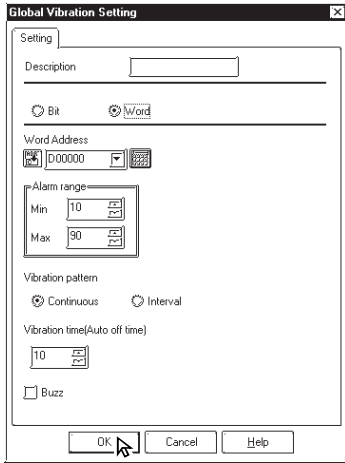 Global Vibration Setting
Setting
Description
Bit Word
Word Address
D00000
Alarm range
Min 10
Max 90
Vibration pattern
Continuous Interval
Vibration time(Auto off time)
10
Buzz
OK Cancel Help